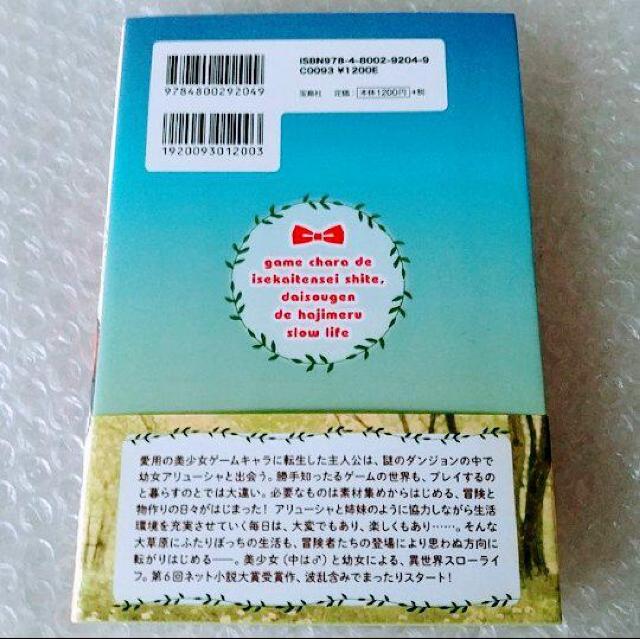 ISBN978-4-8002-9204-9
C0093 ¥1200E
9784800292049
宝島社 定価:本体1200円+税
1920093012003
game chara de
isekaitensei shite,
daisougen
de hajimeru
slow life
愛用の美少女ゲームキャラに転生した主人公は、謎のダンジョンの中で
幼女アリューシャと出会う。勝手知ったるゲームの世界も、プレイするの
と暮らすのとでは大違い。必要なものは素材集めからはじめる、冒険と
物作りの日々がはじまった! アリューシャと姉妹のように協力しながら生活
環境を充実させていく毎日は、大変でもあり、楽しくもあり……。そんな
大草原にふたりぼっちの生活も、冒険者たちの登場により思わぬ方向に
転がりはじめる――。美少女(中は♂)と幼女による、異世界スローライ
フ。第6回ネット小説大賞受賞作、波乱含みでまったりスタート!